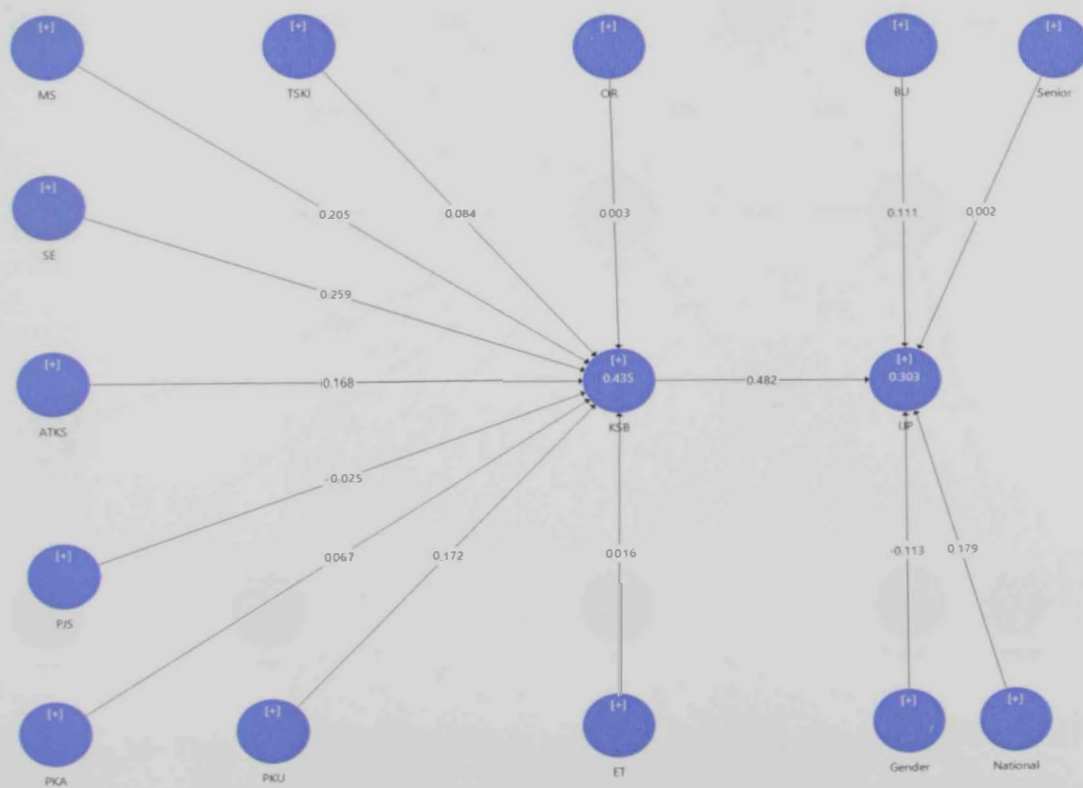 [+]
MS
[+]
TSKI
[+]
OR
[+]
BU
[+]
Senior
[+]
SE
0.205
0.084
0.003
0.111
0.002
0.259
[+]
ATKS
0.168
[+]
0.435
KSB
0.482
[+]
0.303
IJP
-0.025
[+]
PJS
0.067
0.172
0.016
-0.113
0.179
[+]
PKA
[+]
PKU
[+]
ET
[+]
Gender
[+]
National